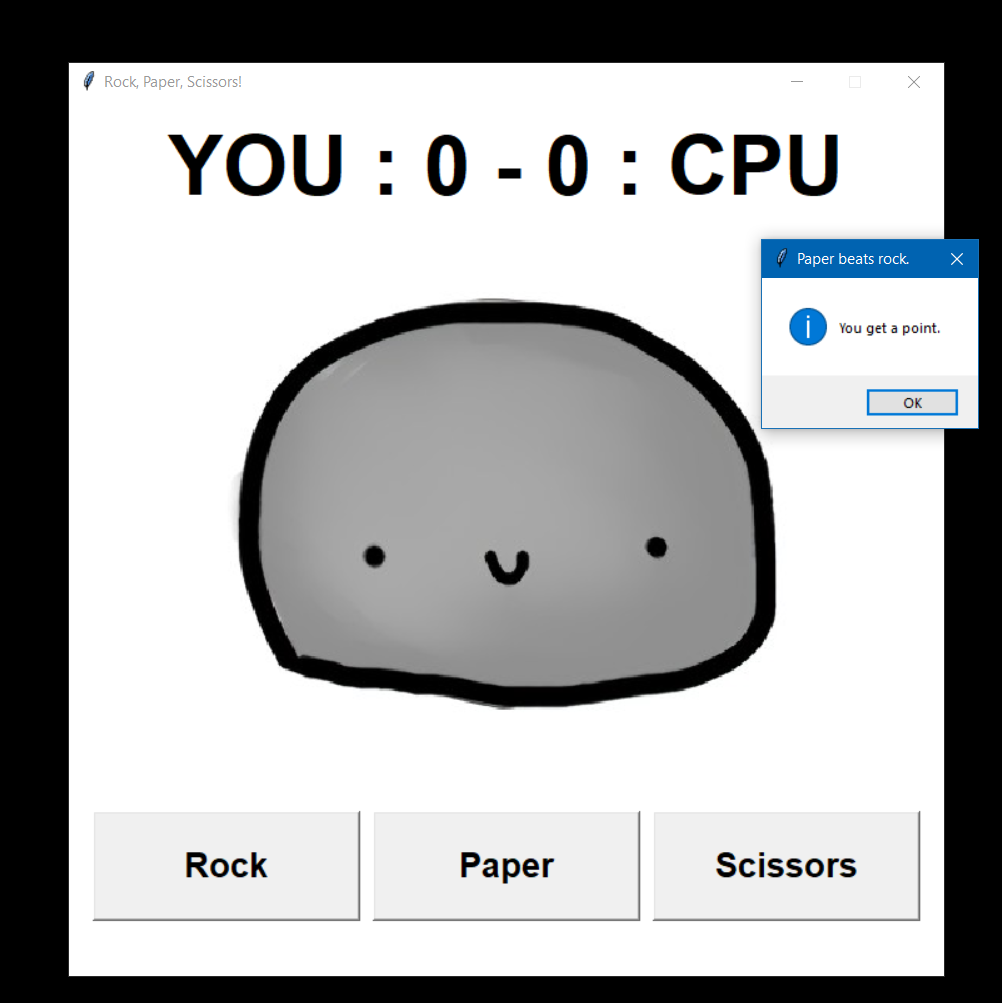 Rock, Paper, Scissors!
YOU : 0 - 0 : CPU
Paper beats rock.
You get a point.
OK
Rock
Paper
Scissors